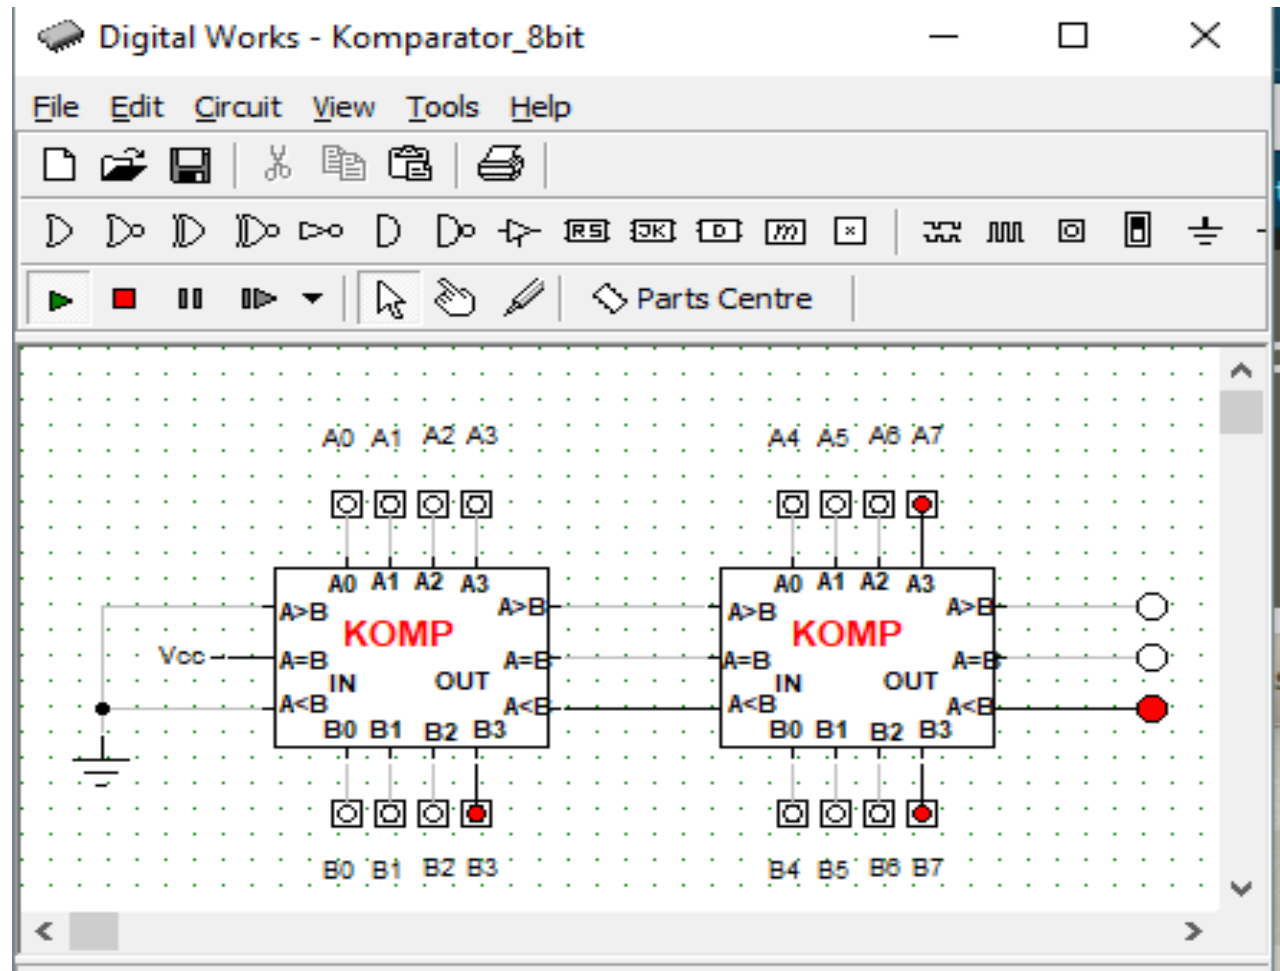 Digital Works - Komparator_8bit
File Edit Circuit View Tools Help
RS JK D m x
Parts Centre
A0 A1 A2 A3 A4 A5 A6 A7
A0 A1 A2 A3 A0 A1 A2 A3
A>B A>B A>B A>B
KOMP KOMP
Vcc A=B A=B A=B A=B
IN OUT IN OUT
A<B A<B A<B A<B
B0 B1 B2 B3 B0 B1 B2 B3
B0 B1 B2 B3 B4 B5 B6 B7